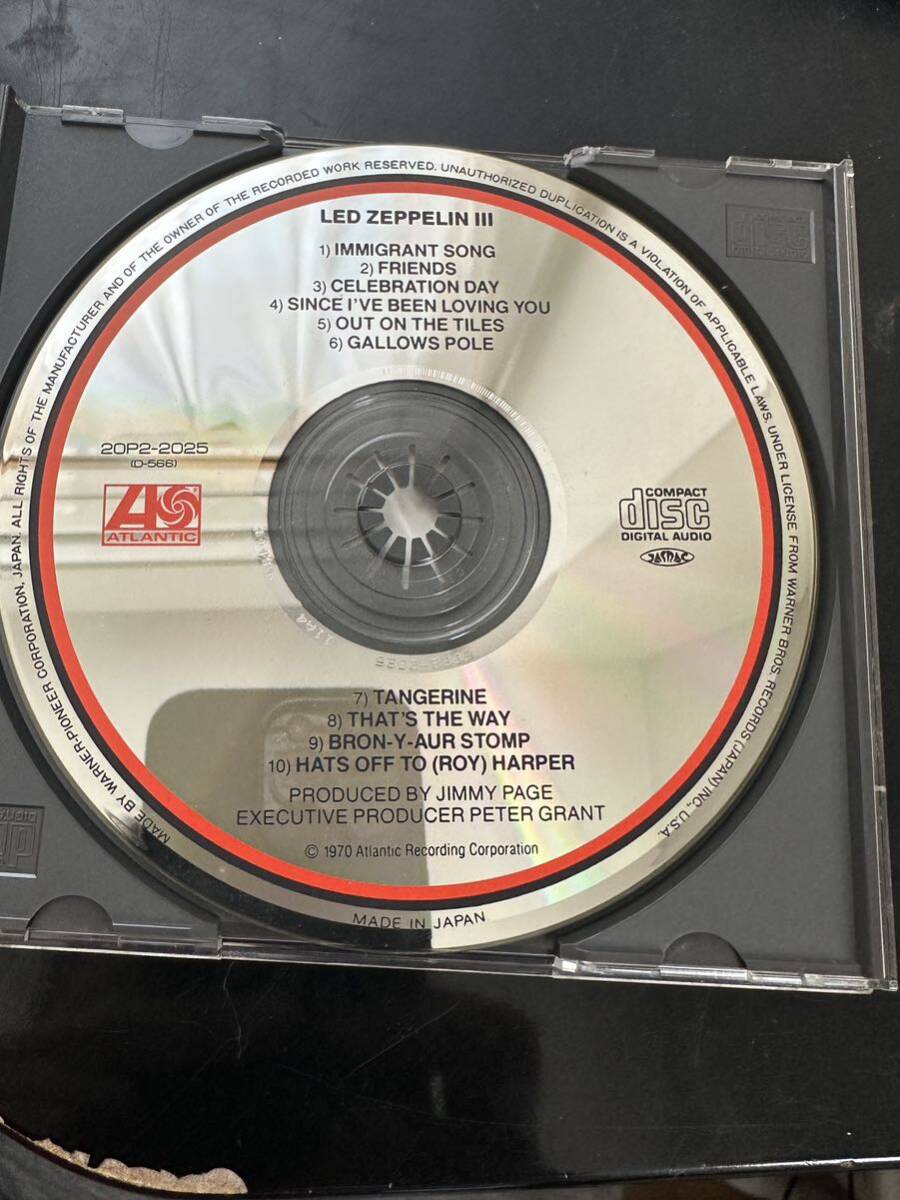 LED ZEPPELIN III
1) IMMIGRANT SONG
2) FRIENDS
3) CELEBRATION DAY
4) SINCE I'VE BEEN LOVING YOU
5) OUT ON THE TILES
6) GALLOWS POLE
20P2-2025
(D-566)
ATLANTIC
COMPACT
disc
DIGITAL AUDIO
JASRAC
7) TANGERINE
8) THAT'S THE WAY
9) BRON-Y-AUR STOMP
10) HATS OFF TO (ROY) HARPER
PRODUCED BY JIMMY PAGE
EXECUTIVE PRODUCER PETER GRANT
© 1970 Atlantic Recording Corporation
MADE BY WARNER-PIONEER CORPORATION, JAPAN. ALL RIGHTS OF THE MANUFACTURER AND OF THE OWNER OF THE RECORDED WORK RESERVED. UNAUTHORIZED DUPLICATION IS A VIOLATION OF APPLICABLE LAWS. UNDER LICENSE FROM WARNER BROS. RECORDS (JAPAN) INC., U.S.A.
MADE IN JAPAN